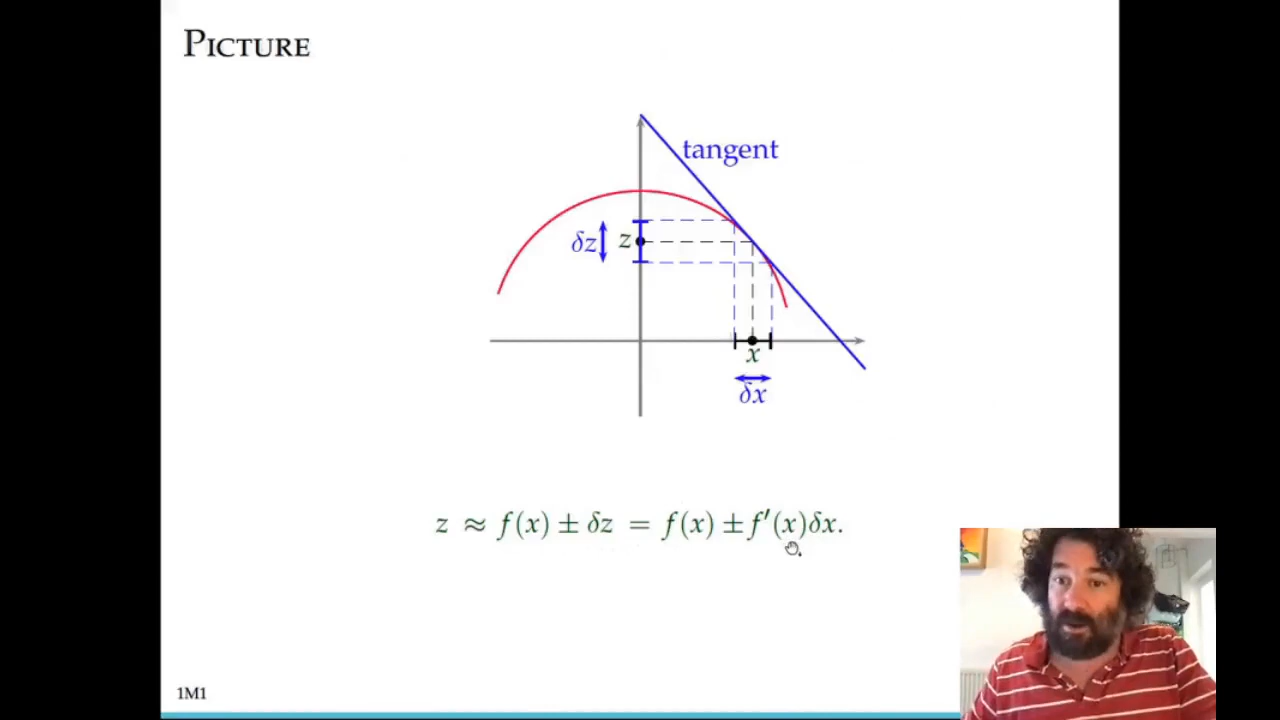 PICTURE
tangent
δz
z
x
δx
z ≈ f(x) ± δz = f(x) ± f′(x)δx.
1M1